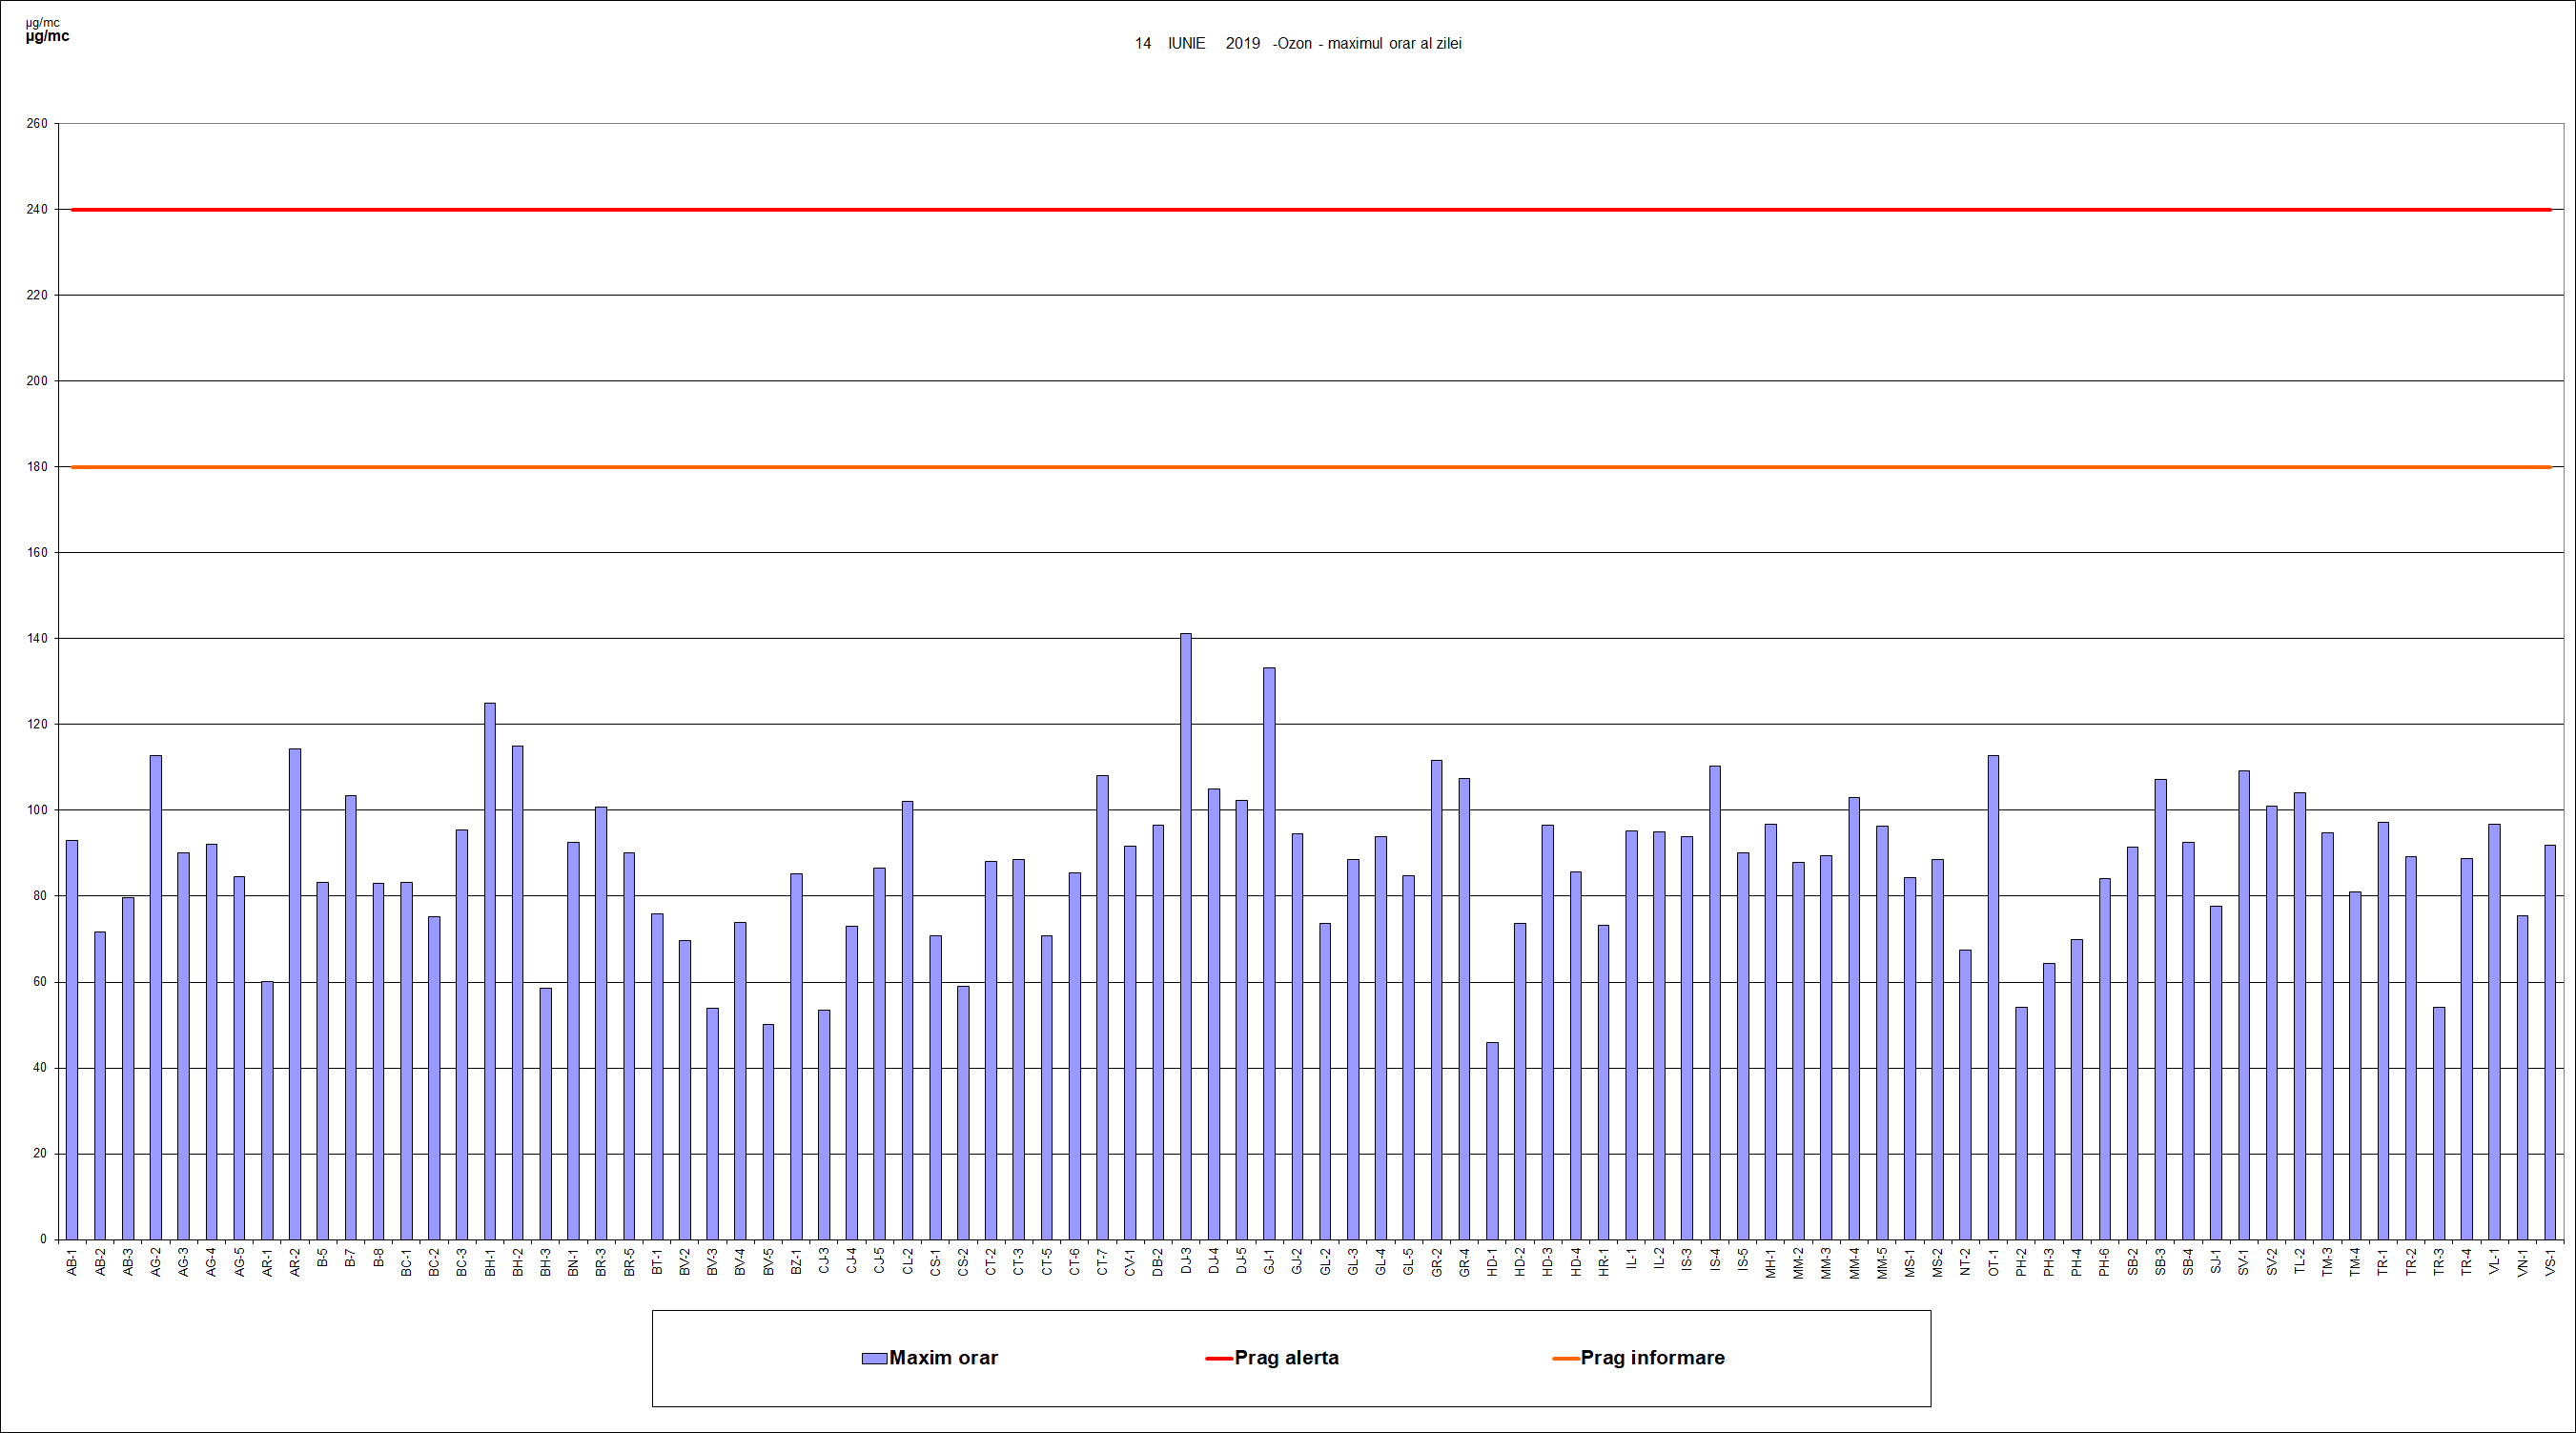 µg/mc
µg/mc
14 IUNIE 2019 -Ozon - maximul orar al zilei
260
240
220
200
180
160
140
120
100
80
60
40
20
0
AB-1 AB-2 AB-3 AG-2 AG-3 AG-4 AG-5 AR-1 AR-2 B-5 B-7 B-8 BC-1 BC-2 BC-3 BH-1 BH-2 BH-3 BN-1 BR-3 BR-5 BT-1 BV-2 BV-3 BV-4 BV-5 BZ-1 CJ-3 CJ-4 CJ-5 CL-2 CS-1 CS-2 CT-2 CT-3 CT-5 CT-6 CT-7 CV-1 DB-2 DJ-3 DJ-4 DJ-5 GJ-1 GJ-2 GL-2 GL-3 GL-4 GL-5 GR-2 GR-4 HD-1 HD-2 HD-3 HD-4 HR-1 IL-1 IL-2 IS-3 IS-4 IS-5 MH-1 MM-2 MM-3 MM-4 MM-5 MS-1 MS-2 NT-2 OT-1 PH-2 PH-3 PH-4 PH-6 SB-2 SB-3 SB-4 SJ-1 SV-1 SV-2 TL-2 TM-3 TM-4 TR-1 TR-2 TR-3 TR-4 VL-1 VN-1 VS-1
Maxim orar Prag alerta Prag informare